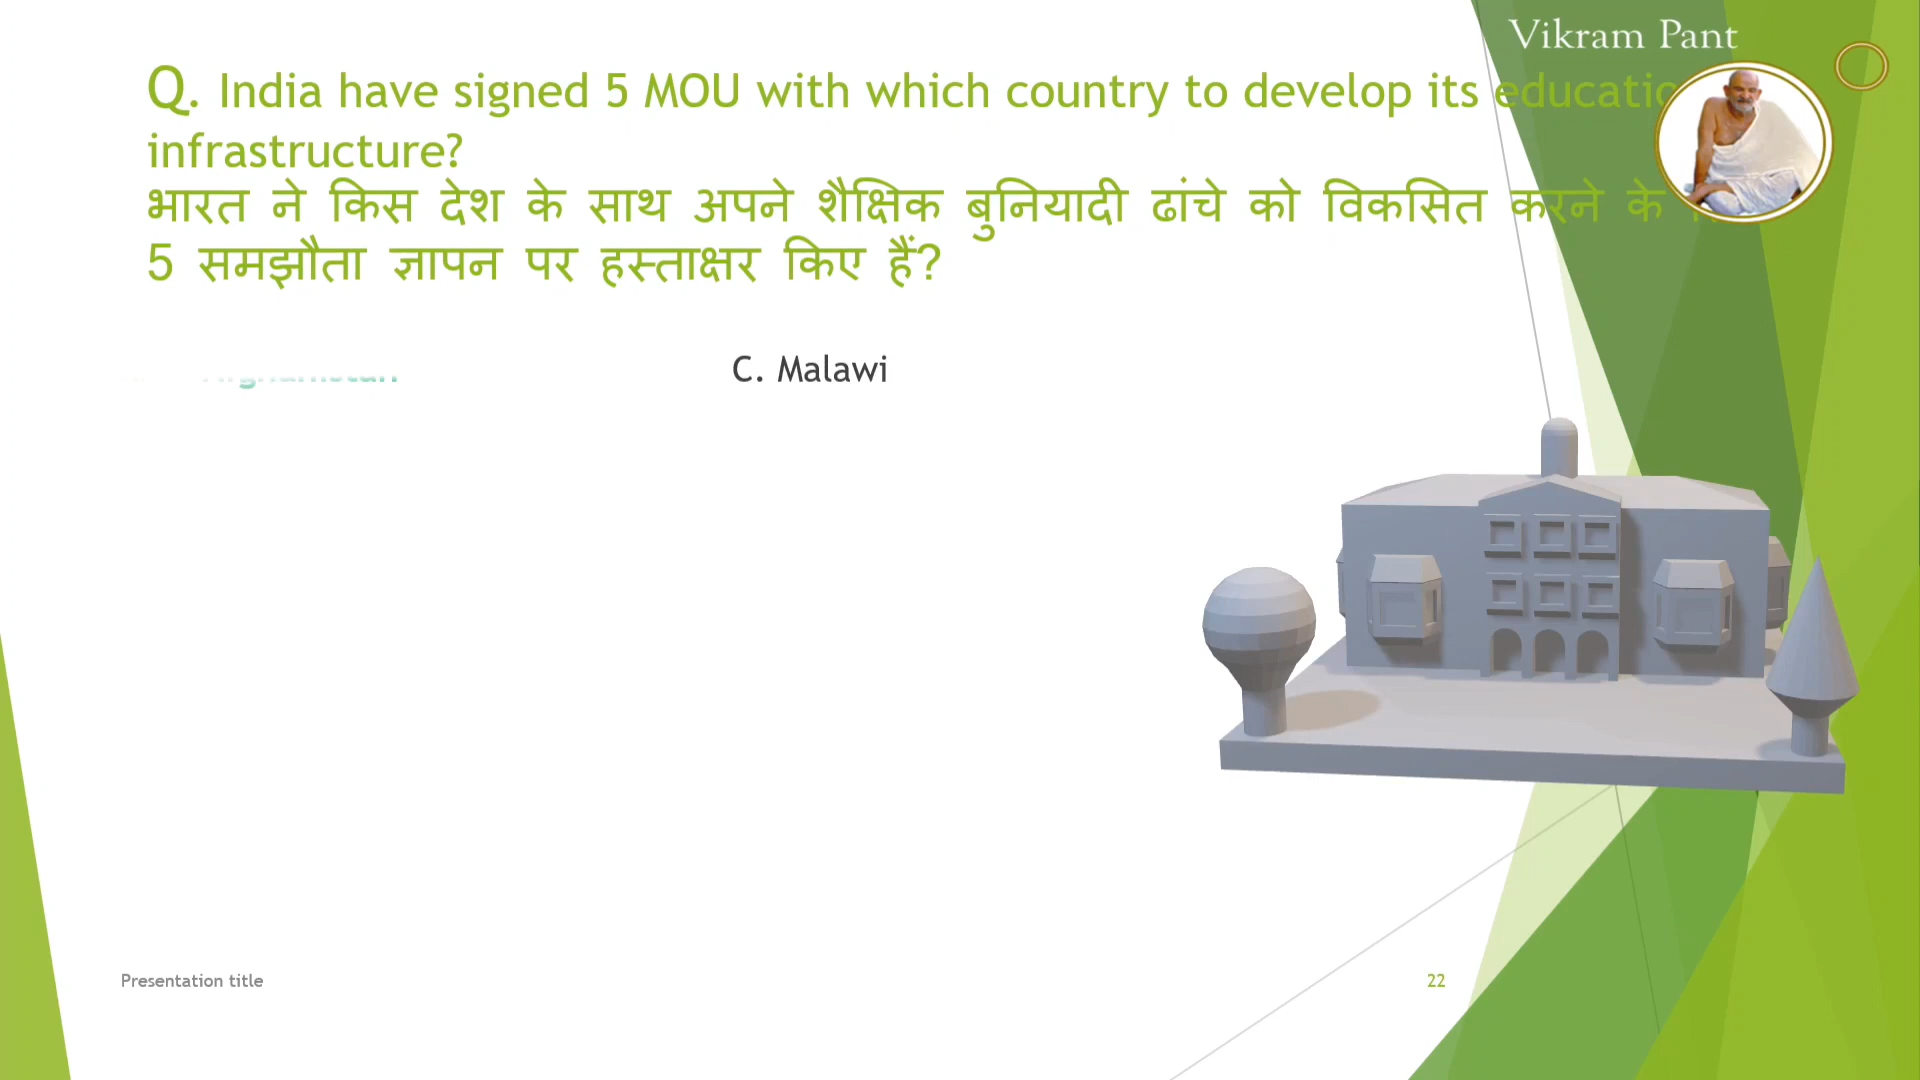 Vikram Pant
Q. India have signed 5 MOU with which country to develop its
infrastructure?
भारत ने किस देश के साथ अपने शैक्षिक बुनियादी ढांचे को विकसित करने के
5 समझौता ज्ञापन पर हस्ताक्षर किए हैं?
C. Malawi
Presentation title
22